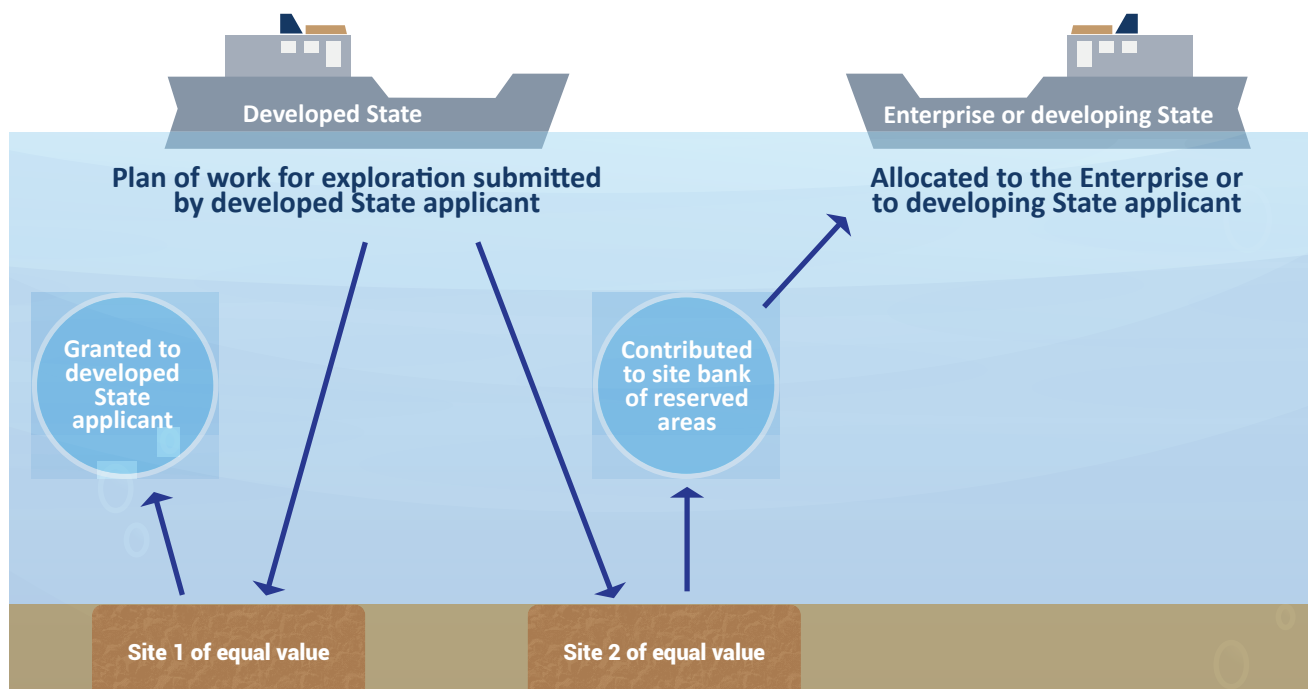 Developed State
Enterprise or developing State
Plan of work for exploration submitted
by developed State applicant
Allocated to the Enterprise or
to developing State applicant
Granted to
developed
State
applicant
Contributed
to site bank
of reserved
areas
Site 1 of equal value
Site 2 of equal value